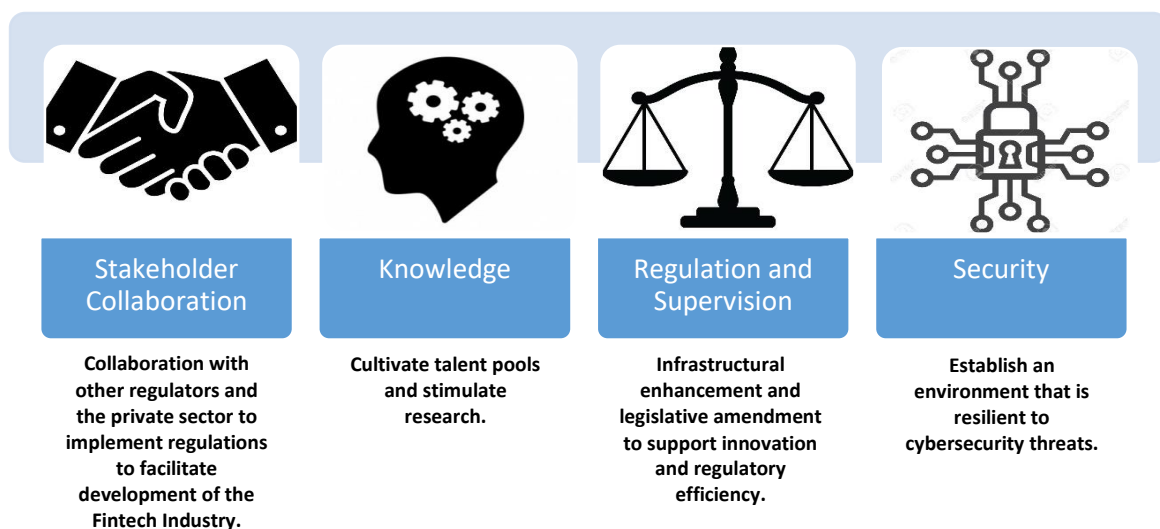 Stakeholder
Collaboration
Collaboration with
other regulators and
the private sector to
implement regulations
to facilitate
development of the
Fintech Industry.
Knowledge
Cultivate talent pools
and stimulate
research.
Regulation and
Supervision
Infrastructural
enhancement and
legislative amendment
to support innovation
and regulatory
efficiency.
Security
Establish an
environment that is
resilient to
cybersecurity threats.